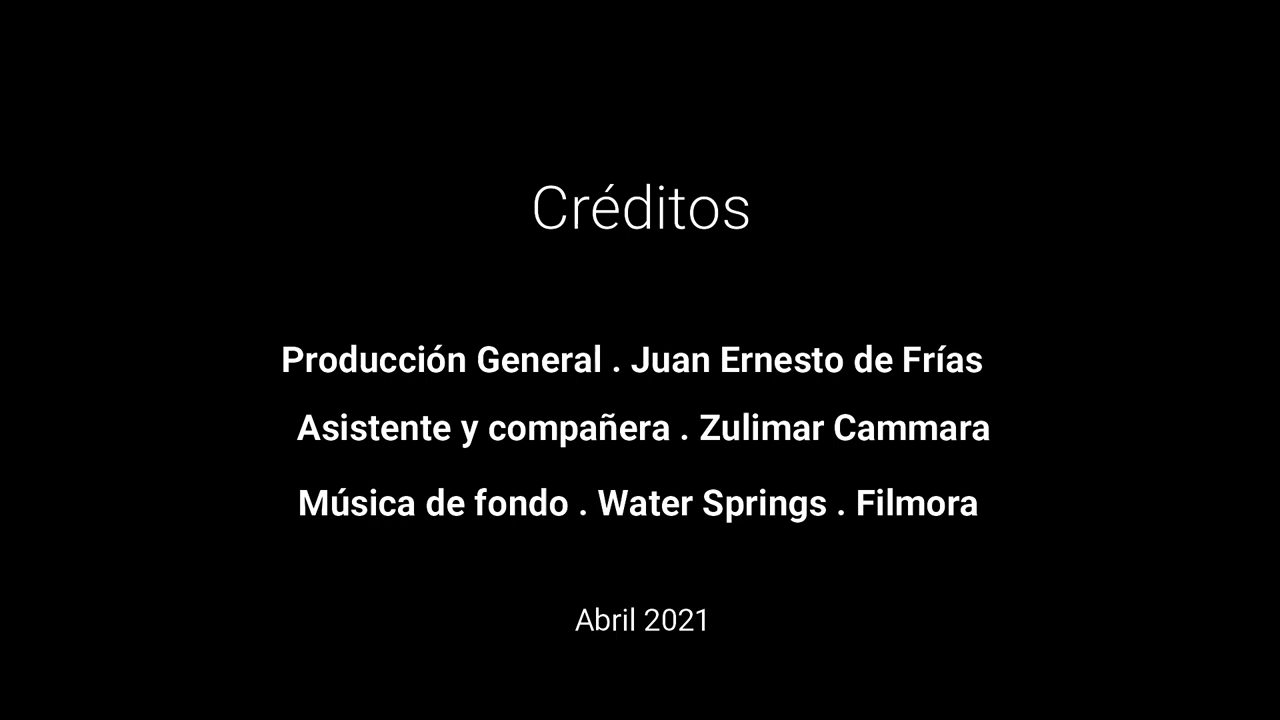 Créditos
Producción General . Juan Ernesto de Frías
Asistente y compañera . Zulimar Cammara
Música de fondo . Water Springs . Filmora
Abril 2021